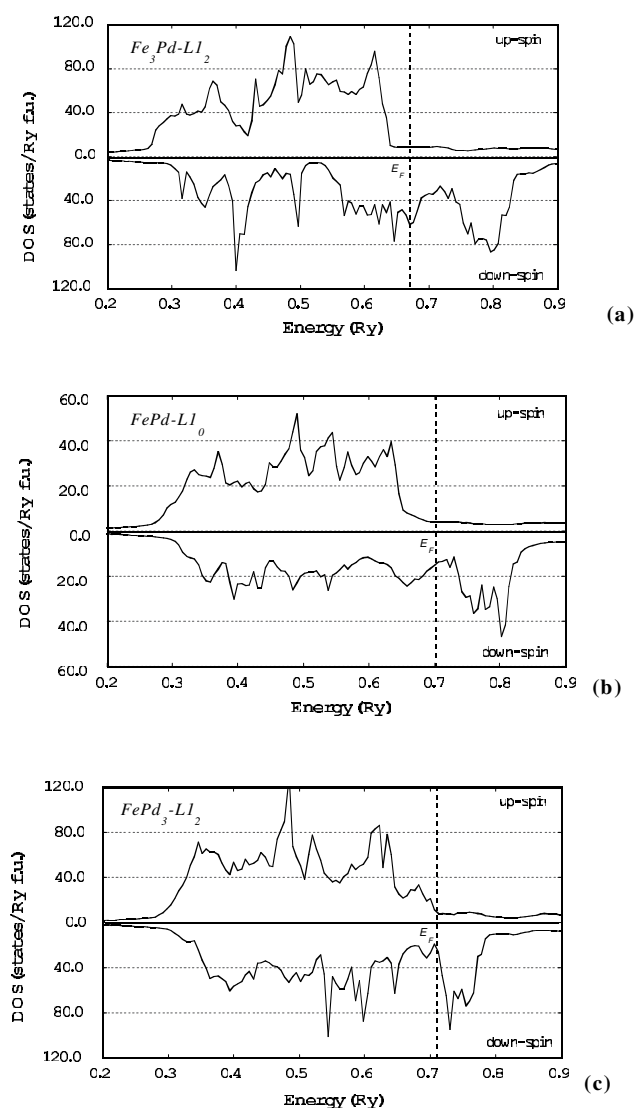 120.0
Fe3Pd-L12
up-spin
80.0
40.0
0.0
EF
40.0
80.0
down-spin
120.0
0.2 0.3 0.4 0.5 0.6 0.7 0.8 0.9
Energy (Ry)
DOS (states/Ry f.u.)
(a)
60.0
FePd-L10
up-spin
40.0
20.0
0.0
EF
20.0
40.0
down-spin
60.0
0.2 0.3 0.4 0.5 0.6 0.7 0.8 0.9
Energy (Ry)
DOS (states/Ry f.u.)
(b)
120.0
FePd3-L12
up-spin
80.0
40.0
0.0
EF
40.0
80.0
down-spin
120.0
0.2 0.3 0.4 0.5 0.6 0.7 0.8 0.9
Energy (Ry)
DOS (states/Ry f.u.)
(c)